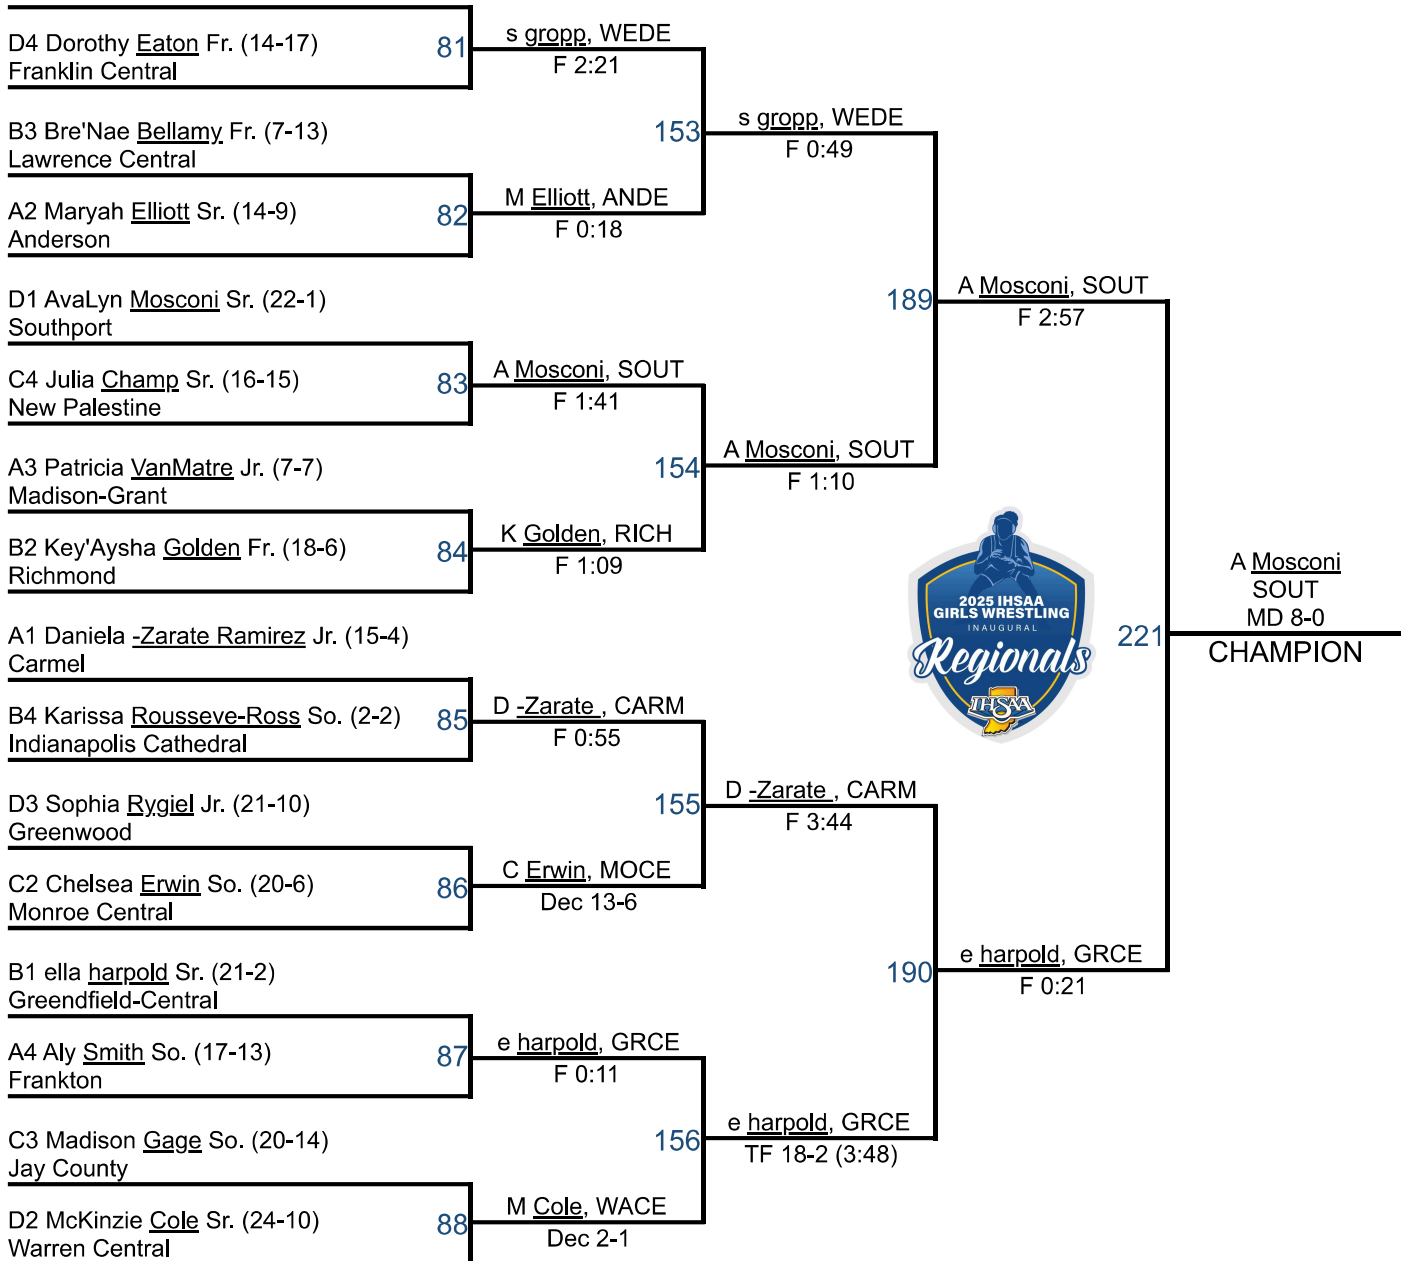 D4 Dorothy Eaton Fr. (14-17)
Franklin Central
81
s gropp, WEDE
F 2:21
B3 Bre'Nae Bellamy Fr. (7-13)
Lawrence Central
153
s gropp, WEDE
F 0:49
A2 Maryah Elliott Sr. (14-9)
Anderson
82
M Elliott, ANDE
F 0:18
D1 AvaLyn Mosconi Sr. (22-1)
Southport
189
A Mosconi, SOUT
F 2:57
C4 Julia Champ Sr. (16-15)
New Palestine
83
A Mosconi, SOUT
F 1:41
A3 Patricia VanMatre Jr. (7-7)
Madison-Grant
154
A Mosconi, SOUT
F 1:10
B2 Key'Aysha Golden Fr. (18-6)
Richmond
84
K Golden, RICH
F 1:09
2025 IHSAA
GIRLS WRESTLING
INAUGURAL
Regionals
IHSAA
221
A Mosconi
SOUT
MD 8-0
CHAMPION
A1 Daniela -Zarate Ramirez Jr. (15-4)
Carmel
B4 Karissa Rousseve-Ross So. (2-2)
Indianapolis Cathedral
85
D -Zarate , CARM
F 0:55
D3 Sophia Rygiel Jr. (21-10)
Greenwood
155
D -Zarate , CARM
F 3:44
C2 Chelsea Erwin So. (20-6)
Monroe Central
86
C Erwin, MOCE
Dec 13-6
B1 ella harpold Sr. (21-2)
Greendfield-Central
190
e harpold, GRCE
F 0:21
A4 Aly Smith So. (17-13)
Frankton
87
e harpold, GRCE
F 0:11
C3 Madison Gage So. (20-14)
Jay County
156
e harpold, GRCE
TF 18-2 (3:48)
D2 McKinzie Cole Sr. (24-10)
Warren Central
88
M Cole, WACE
Dec 2-1